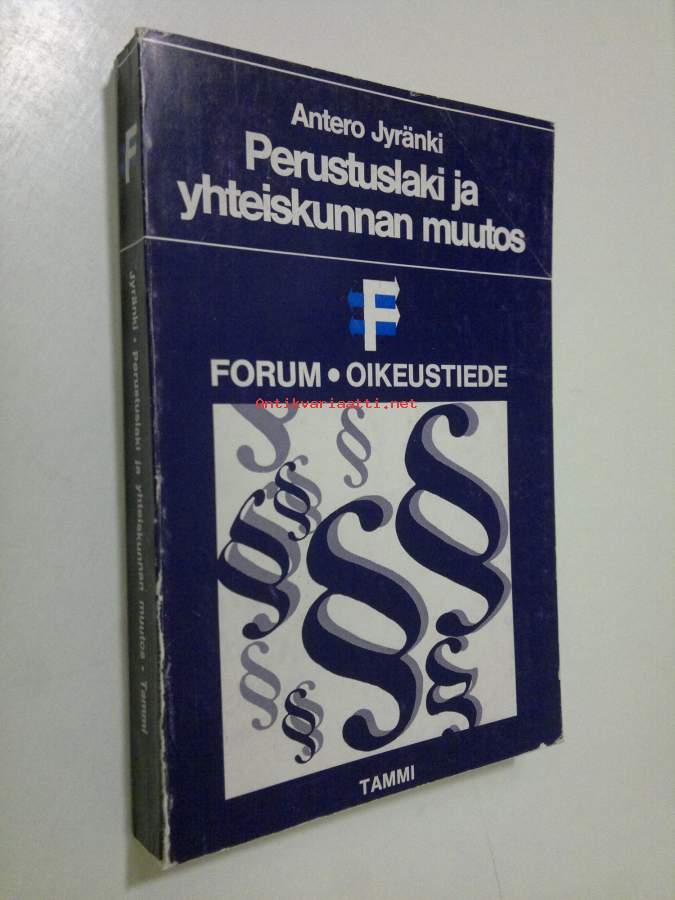 Antero Jyränki
Perustuslaki ja
yhteiskunnan muutos
F
FORUM • OIKEUSTIEDE
Antikvariaatti.net
TAMMI
F
Jyränki • Perustuslaki ja yhteiskunnan muutos • Tammi